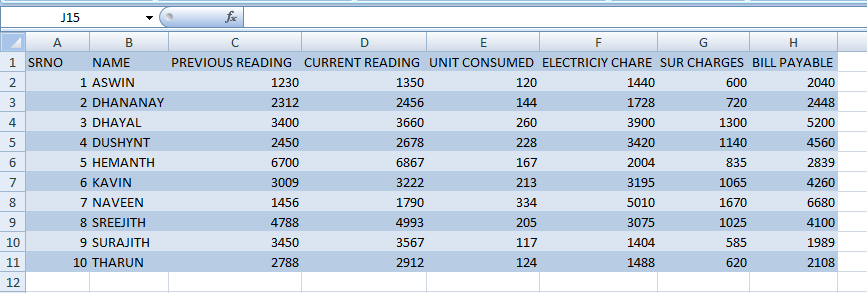 J15 fx
A B C D E F G H
1 SRNO NAME PREVIOUS READING CURRENT READING UNIT CONSUMED ELECTRICIY CHARE SUR CHARGES BILL PAYABLE
2 1 ASWIN 1230 1350 120 1440 600 2040
3 2 DHANANAY 2312 2456 144 1728 720 2448
4 3 DHAYAL 3400 3660 260 3900 1300 5200
5 4 DUSHYNT 2450 2678 228 3420 1140 4560
6 5 HEMANTH 6700 6867 167 2004 835 2839
7 6 KAVIN 3009 3222 213 3195 1065 4260
8 7 NAVEEN 1456 1790 334 5010 1670 6680
9 8 SREEJITH 4788 4993 205 3075 1025 4100
10 9 SURAJITH 3450 3567 117 1404 585 1989
11 10 THARUN 2788 2912 124 1488 620 2108
12